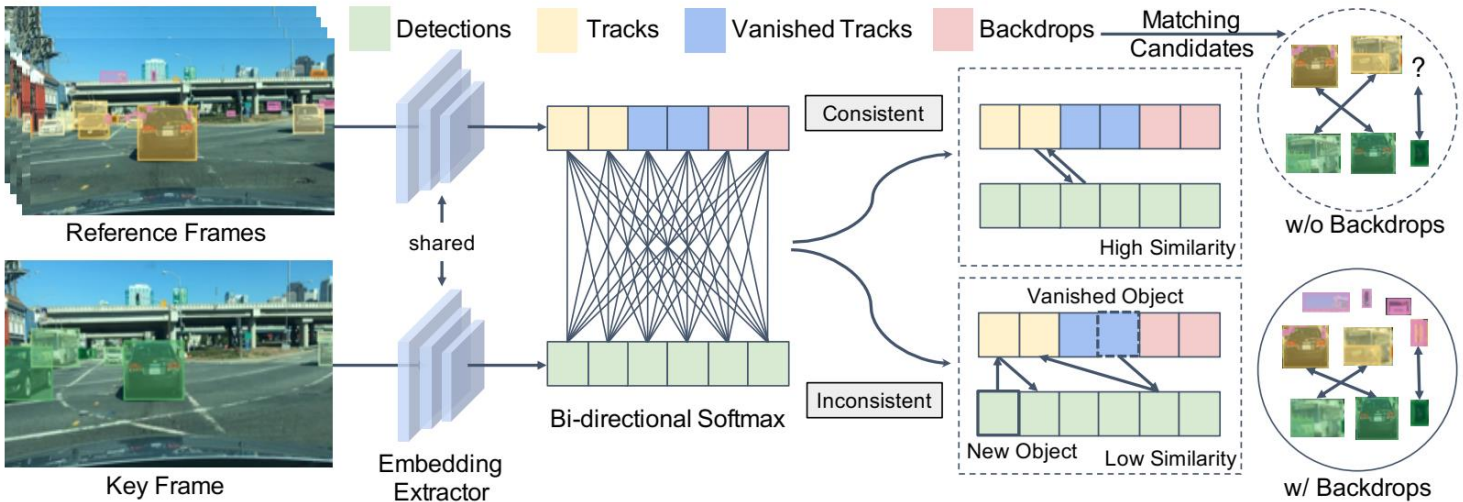 Detections
Tracks
Vanished Tracks
Backdrops
Matching
Candidates
Reference Frames
shared
Consistent
?
High Similarity
w/o Backdrops
Vanished Object
Bi-directional Softmax
Inconsistent
New Object
Low Similarity
Key Frame
Embedding
Extractor
w/ Backdrops